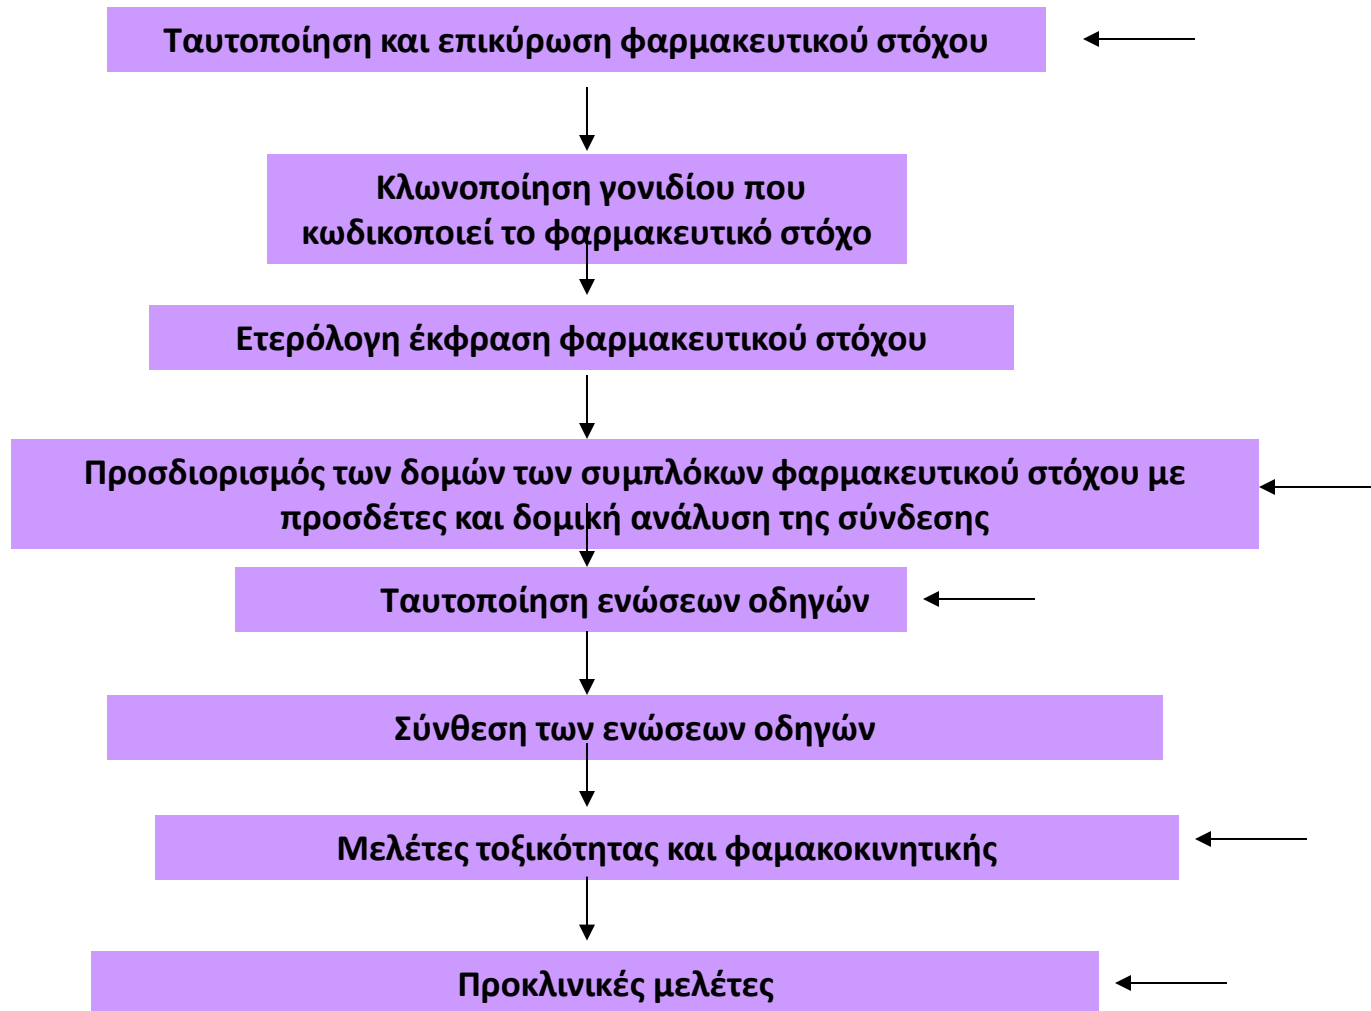 Ταυτοποίηση και επικύρωση φαρμακευτικού στόχου
Κλωνοποίηση γονιδίου που
κωδικοποιεί το φαρμακευτικό στόχο
Ετερόλογη έκφραση φαρμακευτικού στόχου
Προσδιορισμός των δομών των συμπλόκων φαρμακευτικού στόχου με
προσδέτες και δομική ανάλυση της σύνδεσης
Ταυτοποίηση ενώσεων οδηγών
Σύνθεση των ενώσεων οδηγών
Μελέτες τοξικότητας και φαμακοκινητικής
Προκλινικές μελέτες